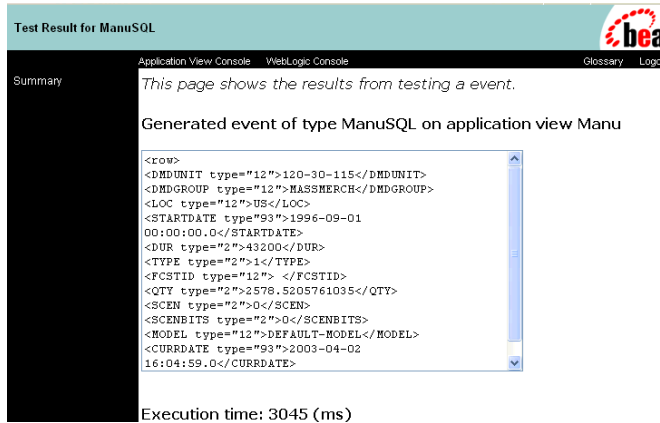 Test Result for ManuSQL
bea
Application View Console WebLogic Console Glossary Logo
Summary
This page shows the results from testing a event.
Generated event of type ManuSQL on application view Manu
<row>
<DMDUNIT type="12">120-30-115</DMDUNIT>
<DMDGROUP type="12">MASSMERCH</DMDGROUP>
<LOC type="12">US</LOC>
<STARTDATE type"93">1996-09-01
00:00:00.0</STARTDATE>
<DUR type="2">43200</DUR>
<TYPE type="2">1</TYPE>
<FCSTID type="12"> </FCSTID>
<QTY type="2">2578.5205761035</QTY>
<SCEN type="2">0</SCEN>
<SCENBITS type="2">0</SCENBITS>
<MODEL type="12">DEFAULT-MODEL</MODEL>
<CURRDATE type="93">2003-04-02
16:04:59.0</CURRDATE>
Execution time: 3045 (ms)